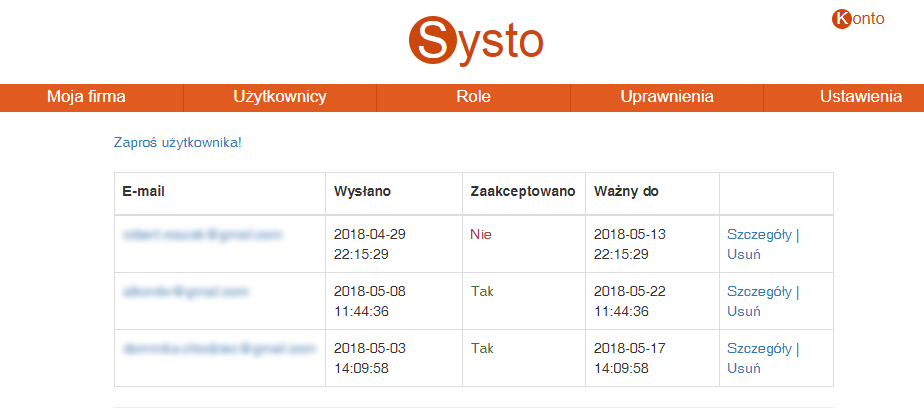 Systo
Konto
Moja firma Użytkownicy Role Uprawnienia Ustawienia
Zaproś użytkownika!
E-mail Wysłano Zaakceptowano Ważny do
2018-04-29 Nie 2018-05-13 Szczegóły |
22:15:29 22:15:29 Usuń
2018-05-08 Tak 2018-05-22 Szczegóły |
11:44:36 11:44:36 Usuń
2018-05-03 Tak 2018-05-17 Szczegóły |
14:09:58 14:09:58 Usuń